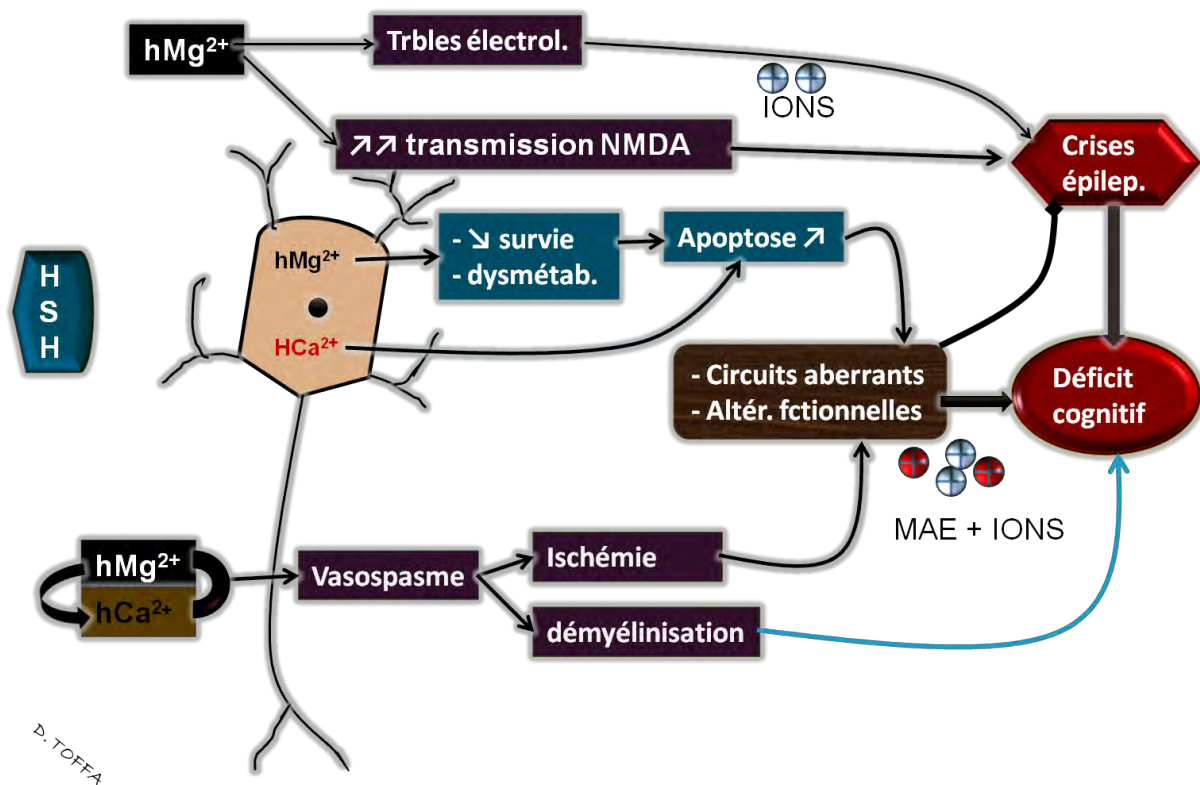 hMg²⁺
Trbles électrol.
IONS
↗↗ transmission NMDA
Crises
épilep.
H
S
H
hMg²⁺
HCa²⁺
- ↘ survie
- dysmétab.
Apoptose ↗
- Circuits aberrants
- Altér. fctionnelles
Déficit
cognitif
MAE + IONS
hMg²⁺
hCa²⁺
Vasospasme
Ischémie
démyélinisation
D. TOFFA